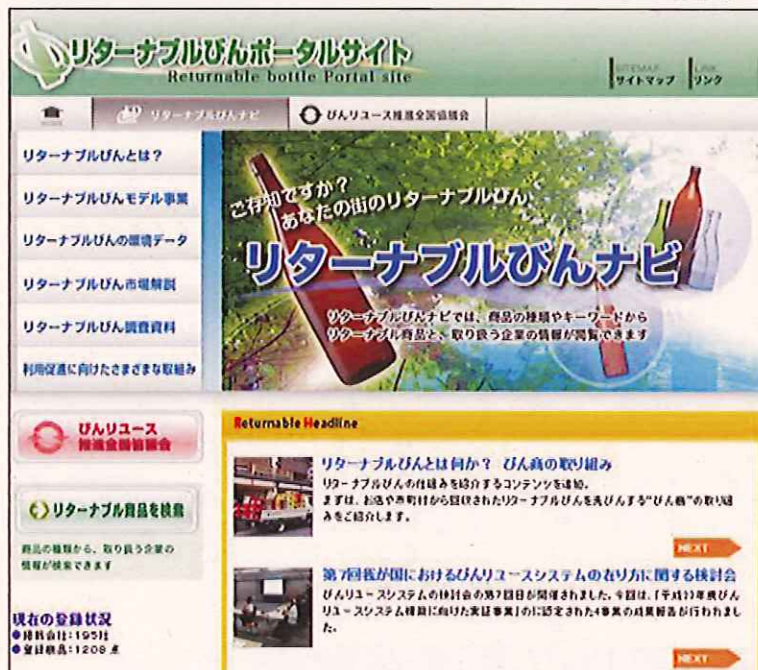 リターナブルびんポータルサイト
Returnable bottle Portal site
SITEMAP
サイトマップ
LINK
リンク
HOME
リターナブルびんナビ
びんリユース推進全国協議会
リターナブルびんとは？
リターナブルびんモデル事業
リターナブルびんの環境データ
リターナブルびん市場解説
リターナブルびん調査資料
利用促進に向けたさまざまな取組み
ご存知ですか？
あなたの街のリターナブルびん
リターナブルびんナビ
リターナブルびんナビでは、商品の種類やキーワードから
リターナブル商品と、取り扱う企業の情報が閲覧できます
びんリユース
推進全国協議会
リターナブル商品を検索
商品の種類から、取り扱う企業の
情報が検索できます
現在の登録状況
●掲載会社：195社
●登録商品：1208 点
Returnable Headline
リターナブルびんとは何か？ びん商の取り組み
リターナブルびんの仕組みを紹介するコンテンツを追加。
まずは、お店や市町村から回収されたリターナブルびんを洗びんする“びん商”の取り組
みをご紹介します。
NEXT
第7回我が国におけるびんリユースシステムの在り方に関する検討会
びんリユースシステムの検討会の第7回目が開催されました。今回は、「平成23年度びん
リユースシステム構築に向けた実証事業」のに認定された4事業の成果報告が行われまし
た。
NEXT